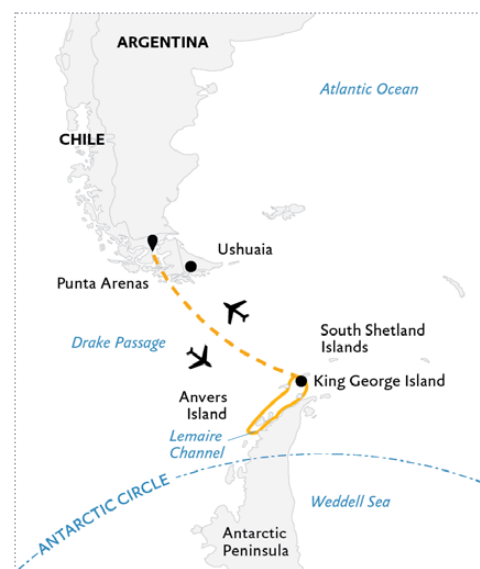 ARGENTINA
Atlantic Ocean
CHILE
Ushuaia
Punta Arenas
Drake Passage
South Shetland
Islands
King George Island
Anvers
Island
Lemaire
Channel
ANTARCTIC CIRCLE
Weddell Sea
Antarctic
Peninsula